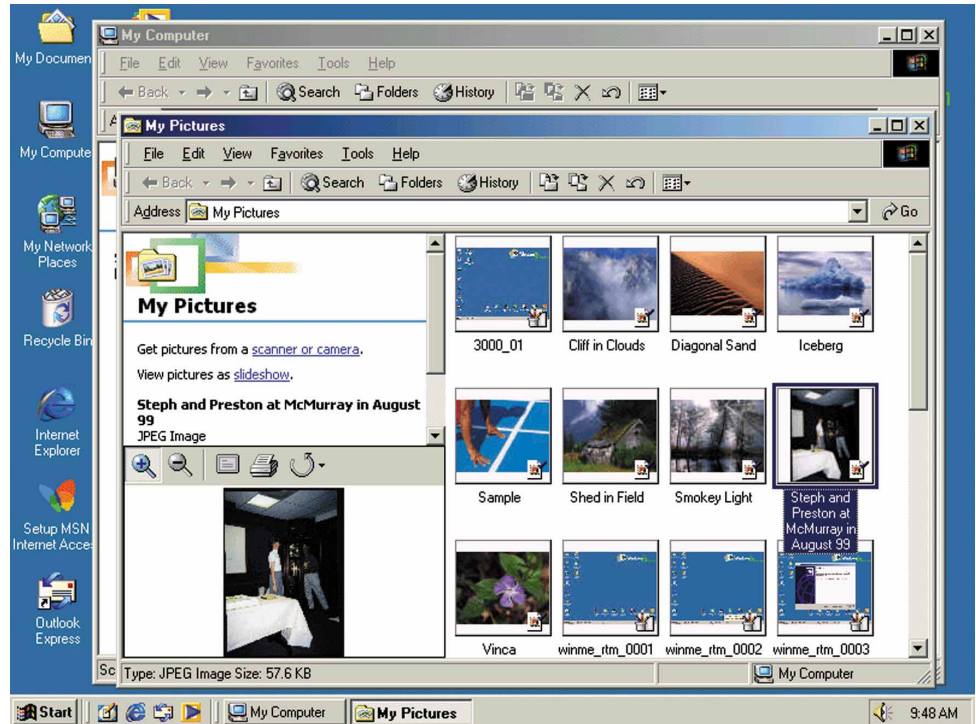 My Documen
My Compute
My Network
Places
Recycle Bin
Internet
Explorer
Setup MSN
Internet Acces
Outlook
Express
My Computer
File Edit View Favorites Tools Help
Back Search Folders History
A
My Pictures
File Edit View Favorites Tools Help
Back Search Folders History
Address My Pictures Go
My Pictures
Get pictures from a scanner or camera.
View pictures as slideshow.
Steph and Preston at McMurray in August
99
JPEG Image
3000_01 Cliff in Clouds Diagonal Sand Iceberg
Sample Shed in Field Smokey Light Steph and
Preston at
McMurray in
August 99
Vinca winme_rtm_0001 winme_rtm_0002 winme_rtm_0003
Sc
Type: JPEG Image Size: 57.6 KB My Computer
Start My Computer My Pictures 9:48 AM